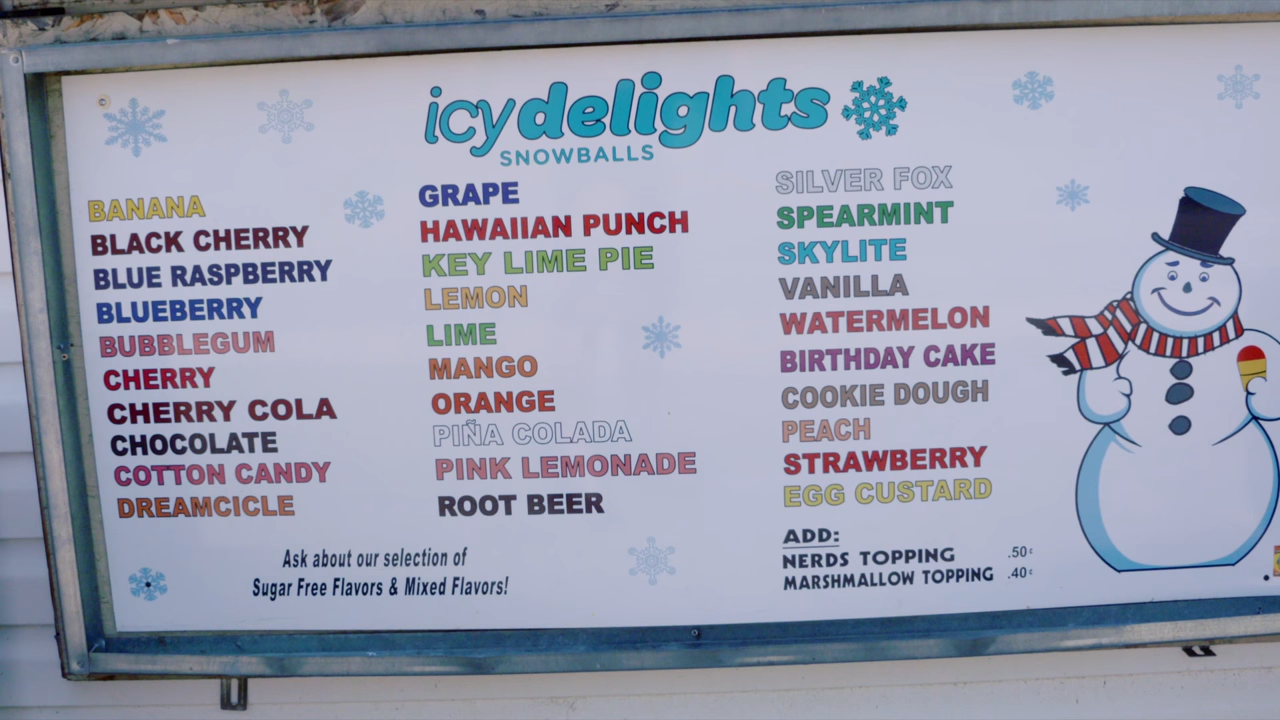 icy delights
SNOWBALLS
BANANA
BLACK CHERRY
BLUE RASPBERRY
BLUEBERRY
BUBBLEGUM
CHERRY
CHERRY COLA
CHOCOLATE
COTTON CANDY
DREAMCICLE
GRAPE
HAWAIIAN PUNCH
KEY LIME PIE
LEMON
LIME
MANGO
ORANGE
PIÑA COLADA
PINK LEMONADE
ROOT BEER
SILVER FOX
SPEARMINT
SKYLITE
VANILLA
WATERMELON
BIRTHDAY CAKE
COOKIE DOUGH
PEACH
STRAWBERRY
EGG CUSTARD
Ask about our selection of
Sugar Free Flavors & Mixed Flavors!
ADD:
NERDS TOPPING .50¢
MARSHMALLOW TOPPING .40¢